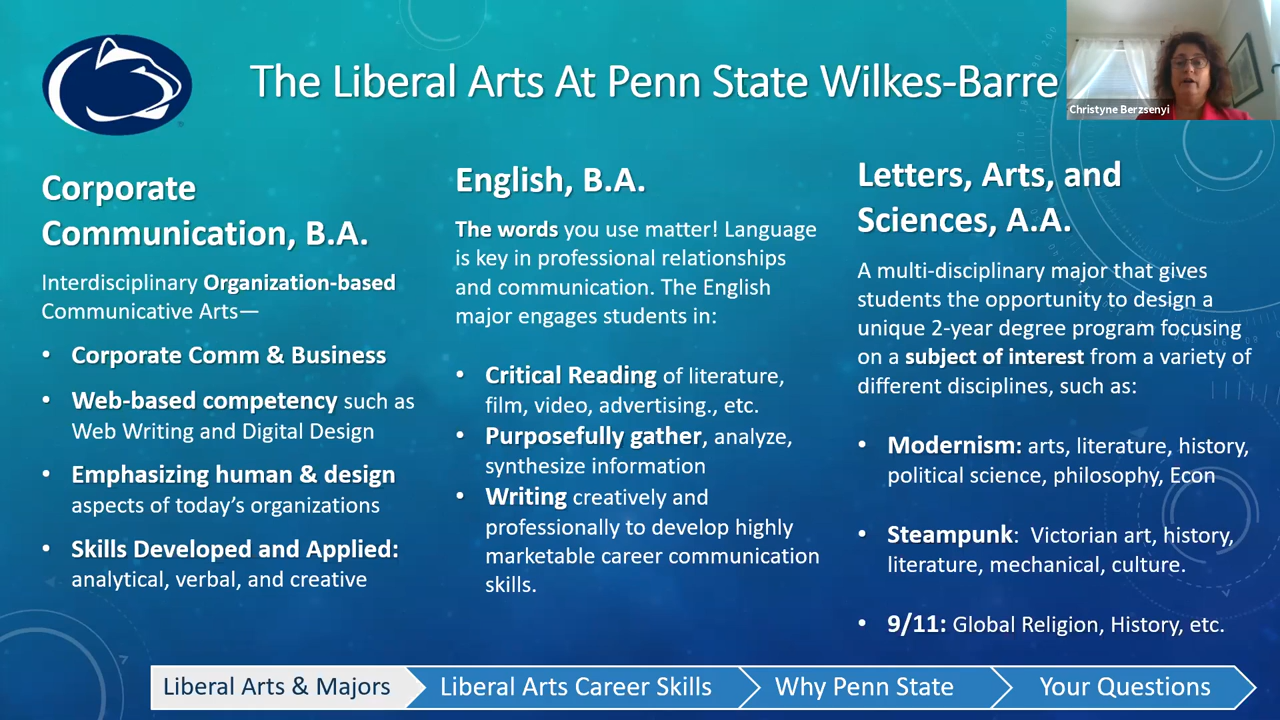 The Liberal Arts At Penn State Wilkes-Barre
Christyne Berzsenyi
Corporate
Communication, B.A.
Interdisciplinary Organization-based
Communicative Arts—
• Corporate Comm & Business
• Web-based competency such as
Web Writing and Digital Design
• Emphasizing human & design
aspects of today's organizations
• Skills Developed and Applied:
analytical, verbal, and creative
English, B.A.
The words you use matter! Language
is key in professional relationships
and communication. The English
major engages students in:
• Critical Reading of literature,
film, video, advertising., etc.
• Purposefully gather, analyze,
synthesize information
• Writing creatively and
professionally to develop highly
marketable career communication
skills.
Letters, Arts, and
Sciences, A.A.
A multi-disciplinary major that gives
students the opportunity to design a
unique 2-year degree program focusing
on a subject of interest from a variety of
different disciplines, such as:
• Modernism: arts, literature, history,
political science, philosophy, Econ
• Steampunk: Victorian art, history,
literature, mechanical, culture.
• 9/11: Global Religion, History, etc.
Liberal Arts & Majors
Liberal Arts Career Skills
Why Penn State
Your Questions